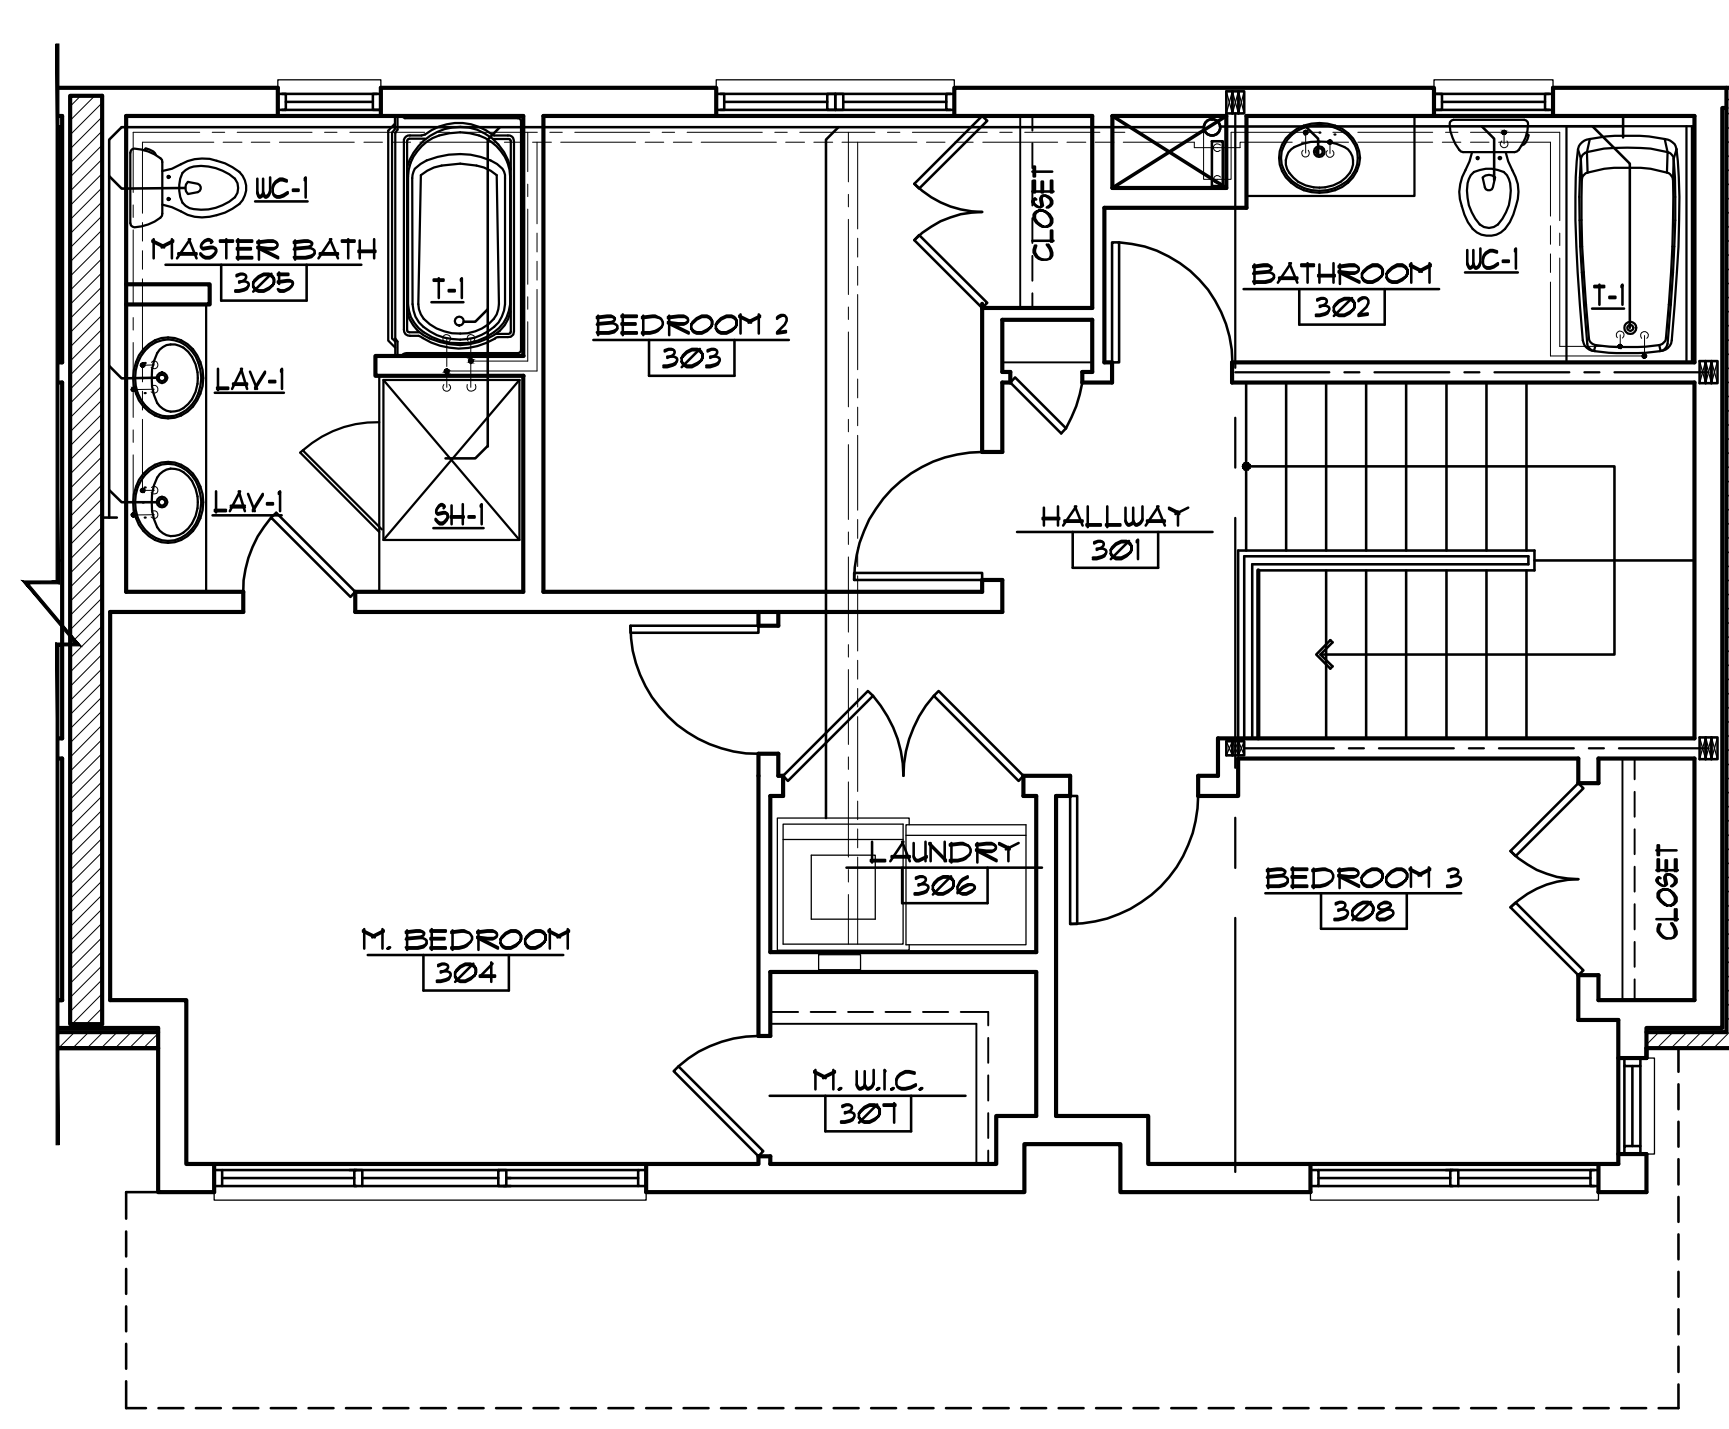 WC-1
MASTER BATH
305
T-1
LAV-1
LAV-1
SH-1
BEDROOM 2
303
CLOSET
BATHROOM
302
WC-1
T-1
HALLWAY
301
LAUNDRY
306
M. BEDROOM
304
M. W.I.C.
307
BEDROOM 3
308
CLOSET